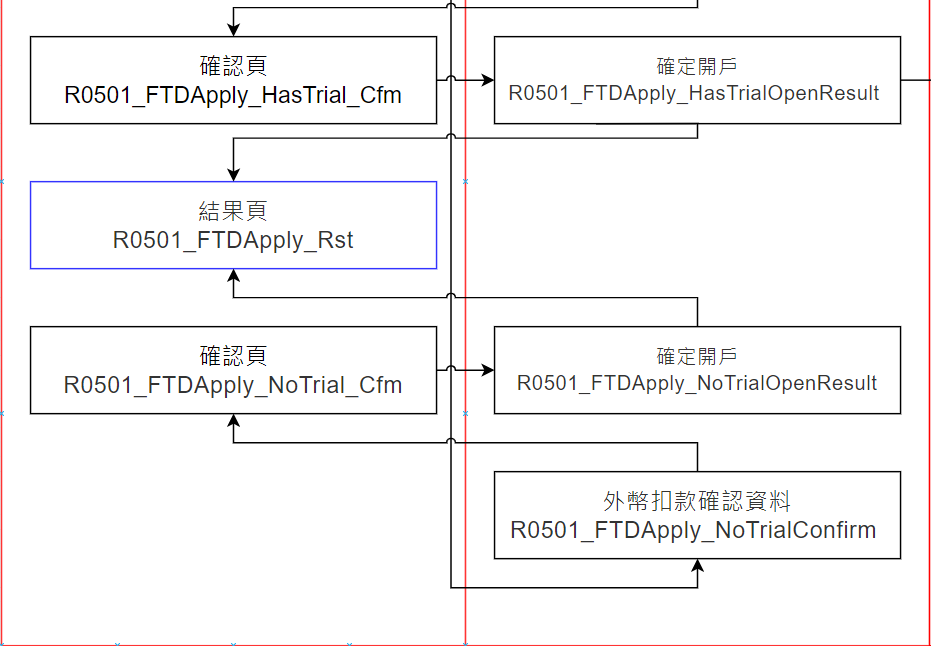 確認頁
R0501_FTDApply_HasTrial_Cfm
確定開戶
R0501_FTDApply_HasTrialOpenResult
結果頁
R0501_FTDApply_Rst
確認頁
R0501_FTDApply_NoTrial_Cfm
確定開戶
R0501_FTDApply_NoTrialOpenResult
外幣扣款確認資料
R0501_FTDApply_NoTrialConfirm